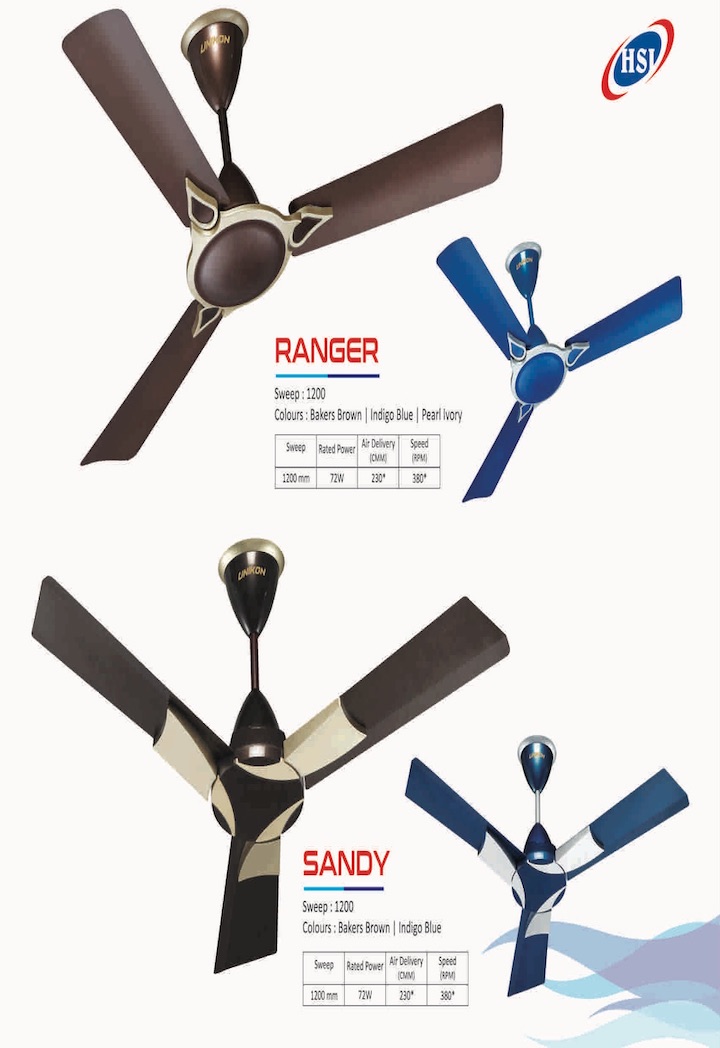 UNIKON
HSI
UNIKON
RANGER
Sweep : 1200
Colours : Bakers Brown | Indigo Blue | Pearl Ivory
Sweep Rated Power Air Delivery (CMM) Speed (RPM)
1200 mm 72W 230* 380*
UNIKON
UNIKON
SANDY
Sweep : 1200
Colours : Bakers Brown | Indigo Blue
Sweep Rated Power Air Delivery (CMM) Speed (RPM)
1200 mm 72W 230* 380*